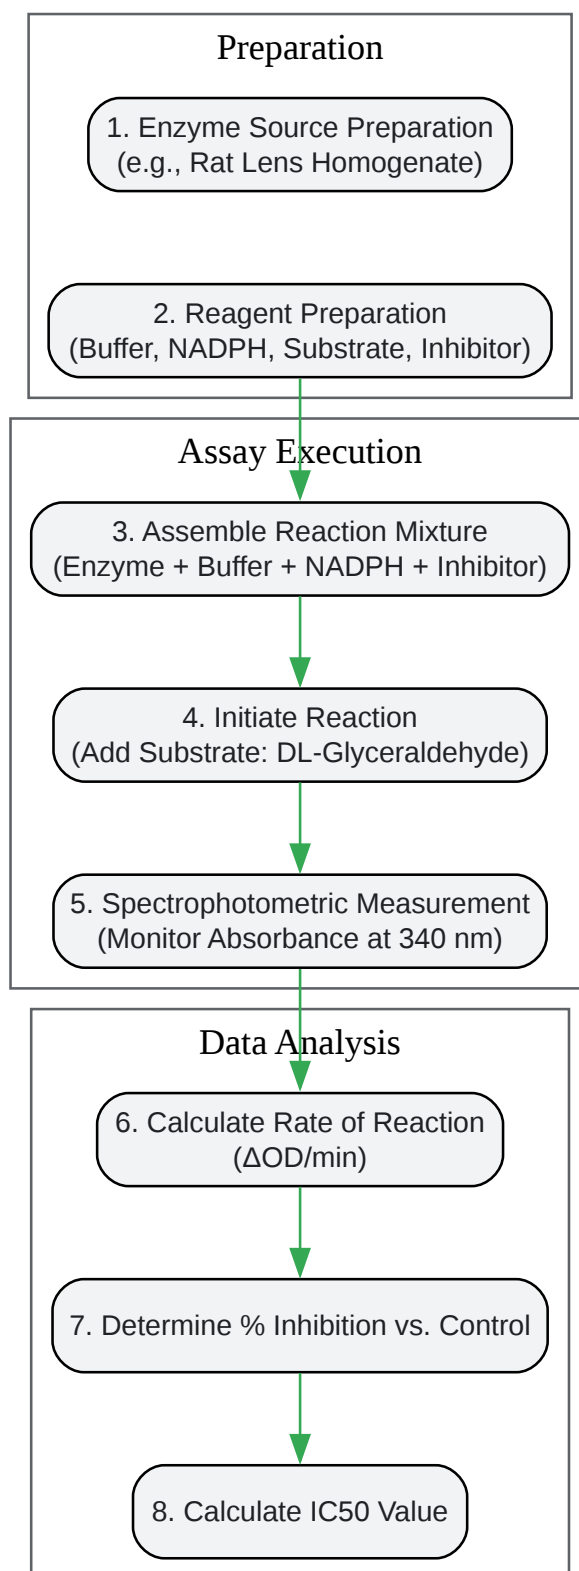 Preparation
1. Enzyme Source Preparation
(e.g., Rat Lens Homogenate)
2. Reagent Preparation
(Buffer, NADPH, Substrate, Inhibitor)
Assay Execution
3. Assemble Reaction Mixture
(Enzyme + Buffer + NADPH + Inhibitor)
4. Initiate Reaction
(Add Substrate: DL-Glyceraldehyde)
5. Spectrophotometric Measurement
(Monitor Absorbance at 340 nm)
Data Analysis
6. Calculate Rate of Reaction
(ΔOD/min)
7. Determine % Inhibition vs. Control
8. Calculate IC50 Value